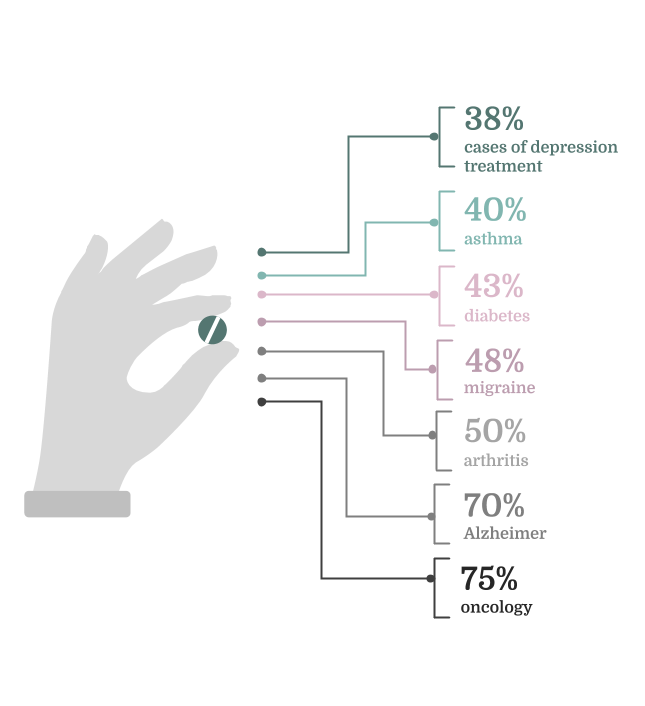 38%
cases of depression
treatment
40%
asthma
43%
diabetes
48%
migraine
50%
arthritis
70%
Alzheimer
75%
oncology